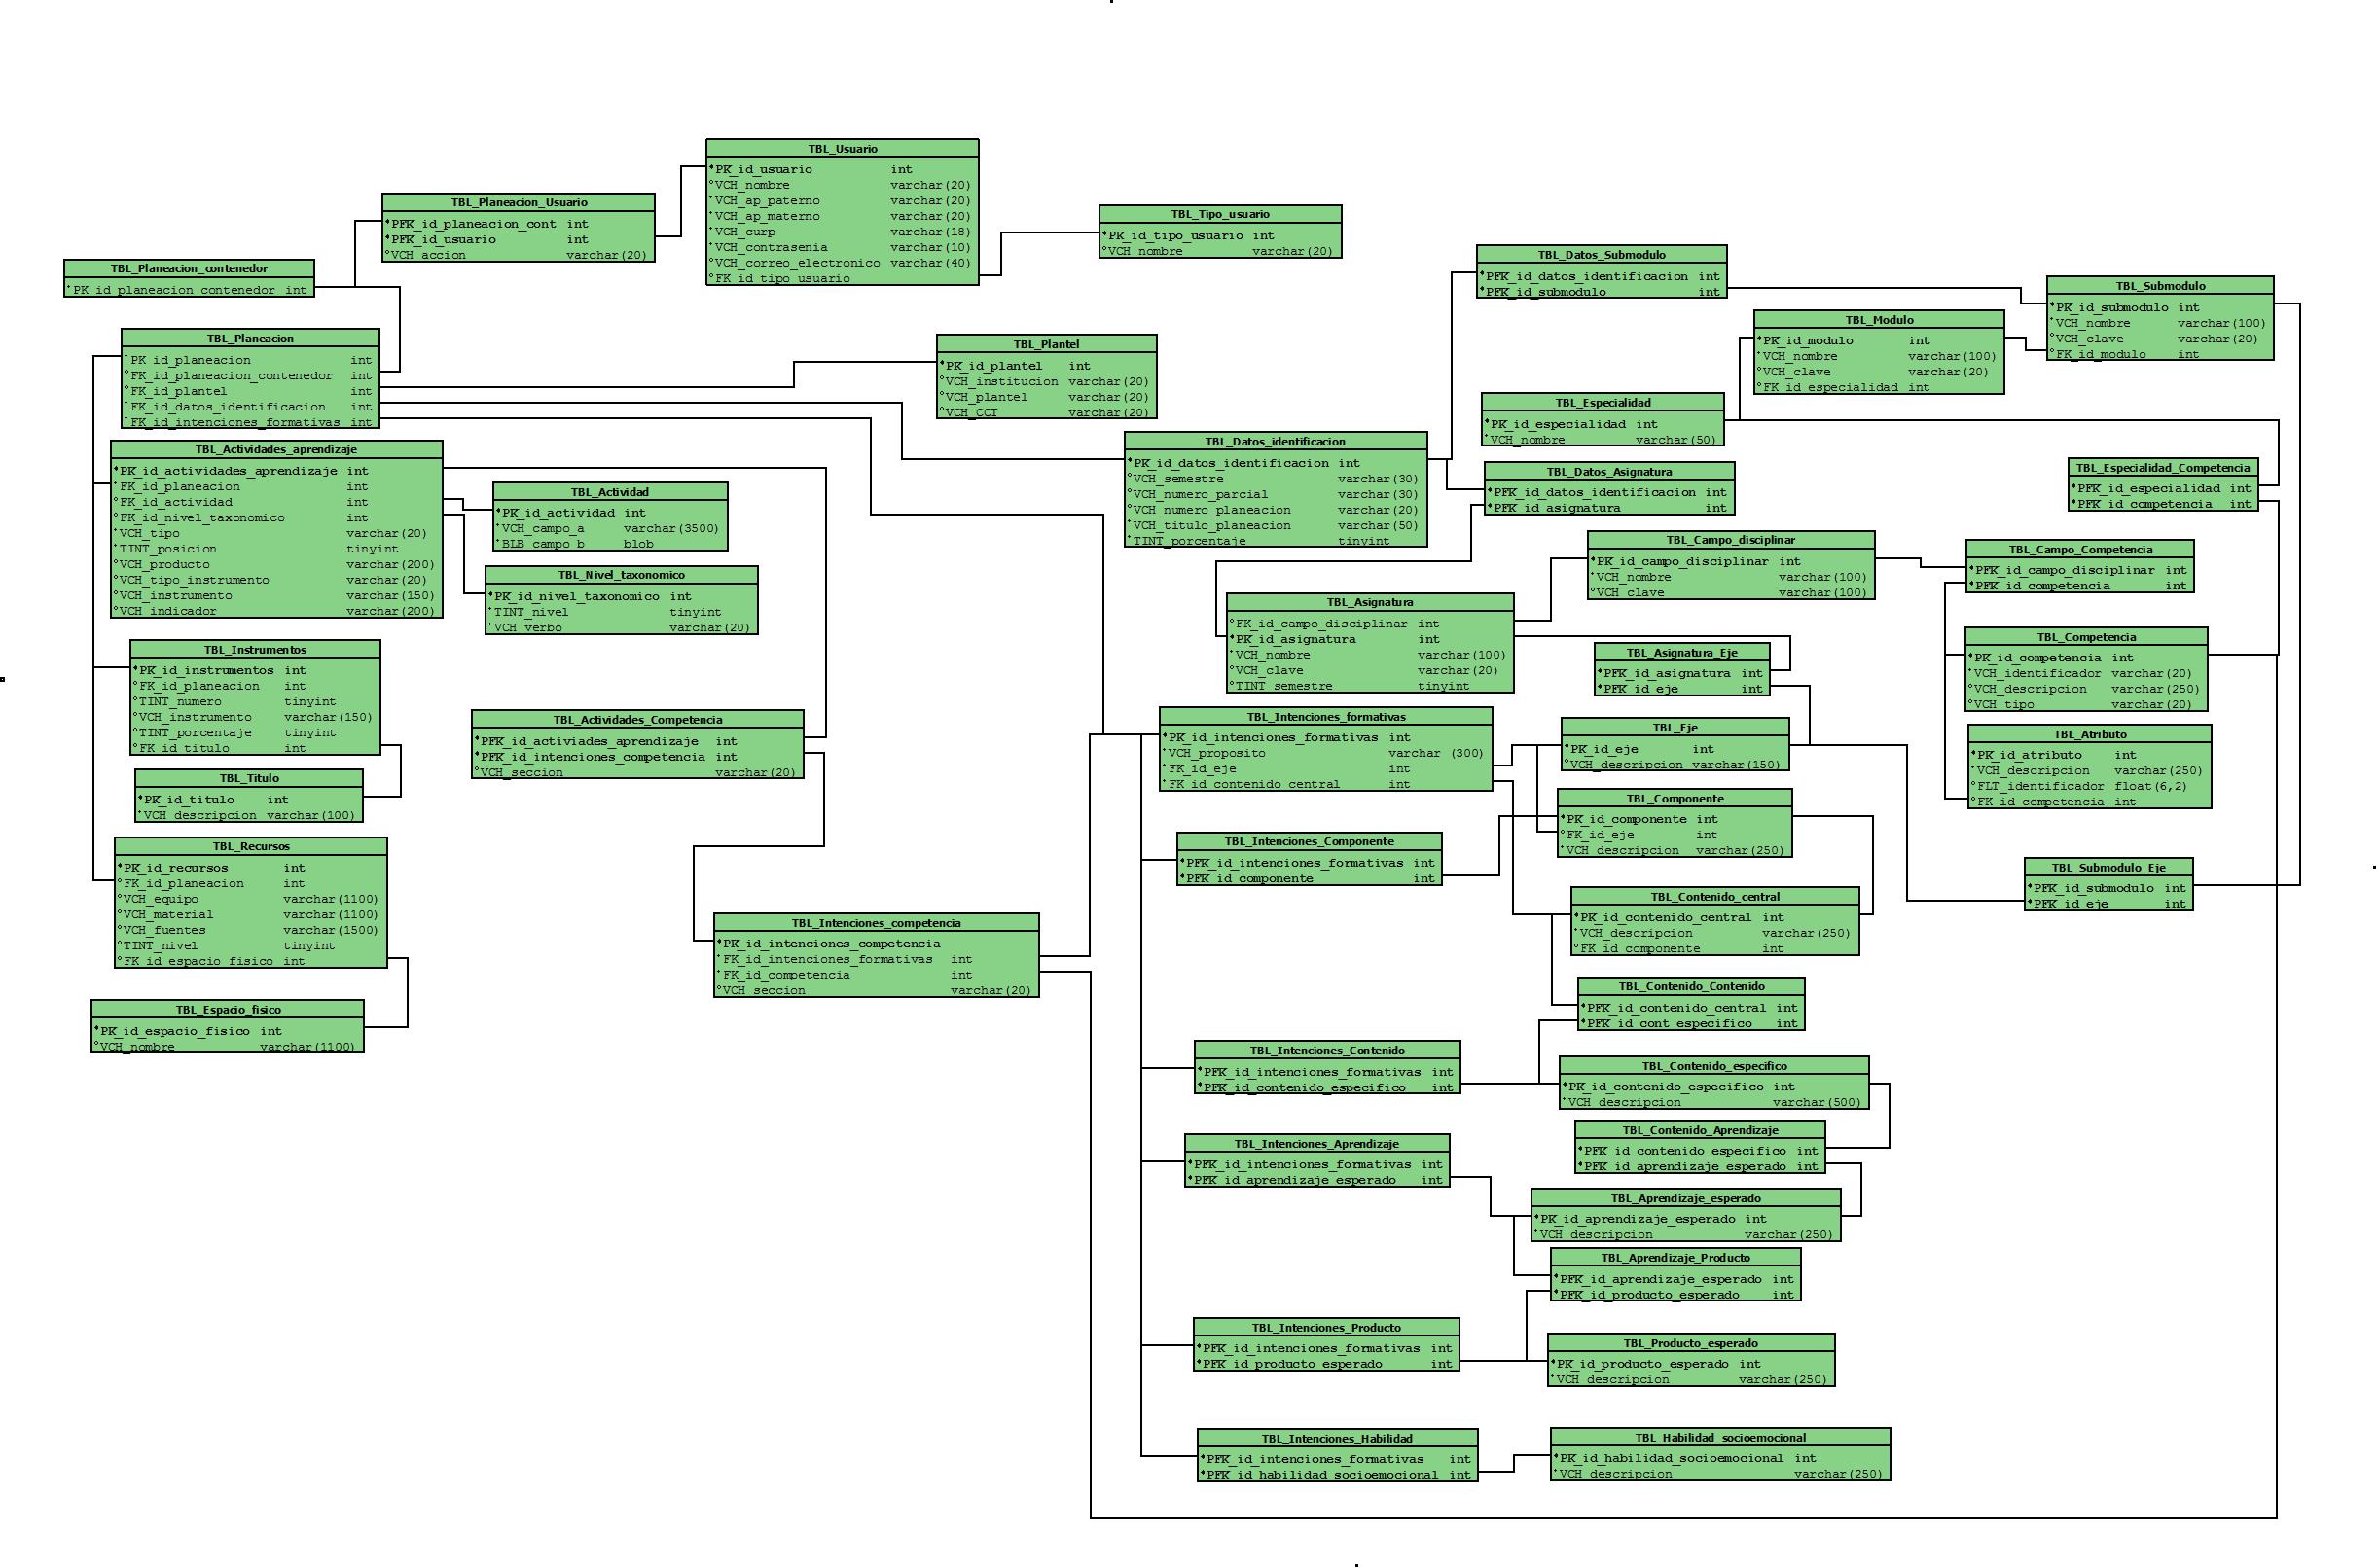 TBL_Usuario
PK_id_usuario int
VCH_nombre varchar(20)
VCH_ap_paterno varchar(20)
VCH_ap_materno varchar(20)
VCH_curp varchar(18)
VCH_contrasenia varchar(10)
VCH_correo_electronico varchar(40)
FK_id_tipo_usuario
TBL_Planeacion_Usuario
PFK_id_planeacion_cont int
PFK_id_usuario int
VCH_accion varchar(20)
TBL_Tipo_usuario
PK_id_tipo_usuario int
VCH_nombre varchar(20)
TBL_Planeacion_contenedor
PK_id_planeacion_contenedor int
TBL_Datos_Submodulo
PFK_id_datos_identificacion int
PFK_id_submodulo int
TBL_Submodulo
PK_id_submodulo int
VCH_nombre varchar(100)
VCH_clave varchar(20)
FK_id_modulo int
TBL_Modulo
PK_id_modulo int
VCH_nombre varchar(100)
VCH_clave varchar(20)
FK_id_especialidad int
TBL_Planeacion
PK_id_planeacion int
FK_id_planeacion_contenedor int
FK_id_plantel int
FK_id_datos_identificacion int
FK_id_intenciones_formativas int
TBL_Plantel
PK_id_plantel int
VCH_institucion varchar(20)
VCH_plantel varchar(20)
VCH_CCT varchar(20)
TBL_Especialidad
PK_id_especialidad int
VCH_nombre varchar(50)
TBL_Datos_identificacion
PK_id_datos_identificacion int
VCH_semestre varchar(30)
VCH_numero_parcial varchar(30)
VCH_numero_planeacion varchar(20)
VCH_titulo_planeacion varchar(50)
TINT_porcentaje tinyint
TBL_Datos_Asignatura
PFK_id_datos_identificacion int
PFK_id_asignatura int
TBL_Especialidad_Competencia
PFK_id_especialidad int
PFK_id_competencia int
TBL_Actividades_aprendizaje
PK_id_actividades_aprendizaje int
FK_id_planeacion int
FK_id_actividad int
FK_id_nivel_taxonomico int
VCH_tipo varchar(20)
TINT_posicion tinyint
VCH_producto varchar(200)
VCH_tipo_instrumento varchar(20)
VCH_instrumento varchar(150)
VCH_indicador varchar(200)
TBL_Actividad
PK_id_actividad int
VCH_campo_a varchar(3500)
BLB_campo_b blob
TBL_Nivel_taxonomico
PK_id_nivel_taxonomico int
TINT_nivel tinyint
VCH_verbo varchar(20)
TBL_Campo_disciplinar
PK_id_campo_disciplinar int
VCH_nombre varchar(100)
VCH_clave varchar(100)
TBL_Campo_Competencia
PFK_id_campo_disciplinar int
PFK_id_competencia int
TBL_Asignatura
FK_id_campo_disciplinar int
PK_id_asignatura int
VCH_nombre varchar(100)
VCH_clave varchar(20)
TINT_semestre tinyint
TBL_Asignatura_Eje
PFK_id_asignatura int
PFK_id_eje int
TBL_Competencia
PK_id_competencia int
VCH_identificador varchar(20)
VCH_descripcion varchar(250)
VCH_tipo varchar(20)
TBL_Instrumentos
PK_id_instrumentos int
FK_id_planeacion int
TINT_numero tinyint
VCH_instrumento varchar(150)
TINT_porcentaje tinyint
FK_id_titulo int
TBL_Actividades_Competencia
PFK_id_activiades_aprendizaje int
PFK_id_intenciones_competencia int
VCH_seccion varchar(20)
TBL_Intenciones_formativas
PK_id_intenciones_formativas int
VCH_proposito varchar (300)
FK_id_eje int
FK_id_contenido_central int
TBL_Eje
PK_id_eje int
VCH_descripcion varchar(150)
TBL_Atributo
PK_id_atributo int
VCH_descripcion varchar(250)
FLT_identificador float(6,2)
FK_id_competencia int
TBL_Titulo
PK_id_titulo int
VCH_descripcion varchar(100)
TBL_Componente
PK_id_componente int
FK_id_eje int
VCH_descripcion varchar(250)
TBL_Recursos
PK_id_recursos int
FK_id_planeacion int
VCH_equipo varchar(1100)
VCH_material varchar(1100)
VCH_fuentes varchar(1500)
TINT_nivel tinyint
FK_id_espacio_fisico int
TBL_Intenciones_Componente
PFK_id_intenciones_formativas int
PFK_id_componente int
TBL_Submodulo_Eje
PFK_id_submodulo int
PFK_id_eje int
TBL_Contenido_central
PK_id_contenido_central int
VCH_descripcion varchar(250)
FK_id_componente int
TBL_Intenciones_competencia
PK_id_intenciones_competencia
FK_id_intenciones_formativas int
FK_id_competencia int
VCH_seccion varchar(20)
TBL_Contenido_Contenido
PFK_id_contenido_central int
PFK_id_cont_especifico int
TBL_Espacio_fisico
PK_id_espacio_fisico int
VCH_nombre varchar(1100)
TBL_Intenciones_Contenido
PFK_id_intenciones_formativas int
PFK_id_contenido_especifico int
TBL_Contenido_especifico
PK_id_contenido_especifico int
VCH_descripcion varchar(500)
TBL_Contenido_Aprendizaje
PFK_id_contenido_especifico int
PFK_id_aprendizaje_esperado int
TBL_Intenciones_Aprendizaje
PFK_id_intenciones_formativas int
PFK_id_aprendizaje_esperado int
TBL_Aprendizaje_esperado
PK_id_aprendizaje_esperado int
VCH_descripcion varchar(250)
TBL_Aprendizaje_Producto
PFK_id_aprendizaje_esperado int
PFK_id_producto_esperado int
TBL_Intenciones_Producto
PFK_id_intenciones_formativas int
PFK_id_producto_esperado int
TBL_Producto_esperado
PK_id_producto_esperado int
VCH_descripcion varchar(250)
TBL_Intenciones_Habilidad
PFK_id_intenciones_formativas int
PFK_id_habilidad_socioemocional int
TBL_Habilidad_socioemocional
PK_id_habilidad_socioemocional int
VCH_descripcion varchar(250)